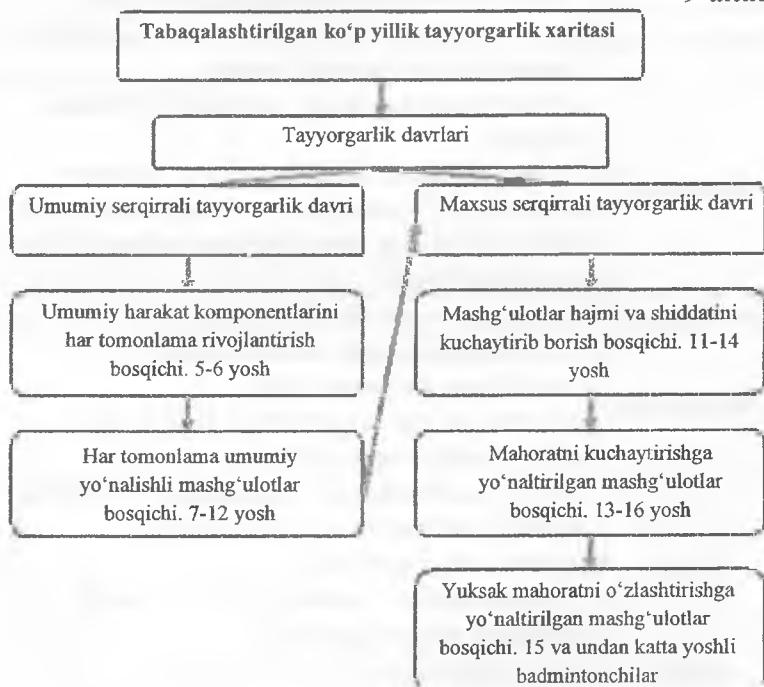 Tabaqalashtirilgan ko‘p yillik tayyorgarlik xaritasi
Tayyorgarlik davrlari
Umumiy serqirrali tayyorgarlik davri
Umumiy harakat komponentlarini
har tomonlama rivojlantirish
bosqichi. 5-6 yosh
Har tomonlama umumiy
yo‘nalishli mashg‘ulotlar
bosqichi. 7-12 yosh
Maxsus serqirrali tayyorgarlik davri
Mashg‘ulotlar hajmi va shiddatini
kuchaytirib borish bosqichi. 11-14
yosh
Mahoratni kuchaytirishga
yo‘naltirilgan mashg‘ulotlar
bosqichi. 13-16 yosh
Yuksak mahoratni o‘zlashtirishga
yo‘naltirilgan mashg‘ulotlar
bosqichi. 15 va undan katta yoshli
badmintonchilar